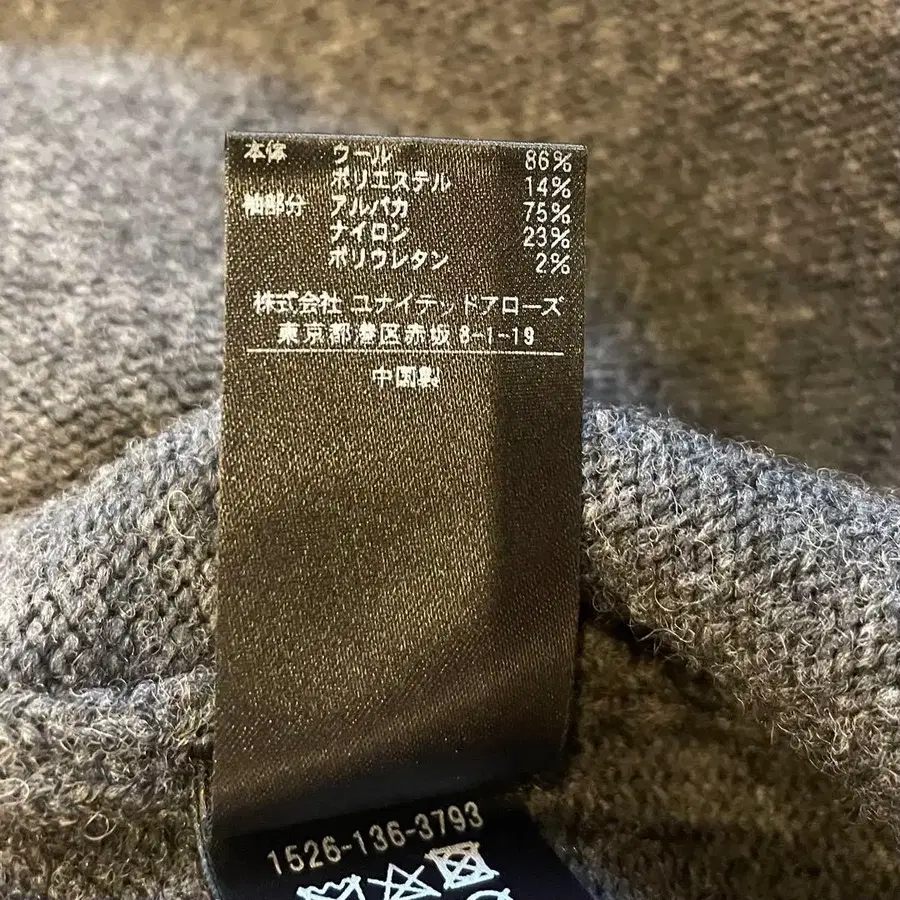 本体 ウール 86%
ポリエステル 14%
袖部分 アルパカ 75%
ナイロン 23%
ポリウレタン 2%
株式会社 ユナイテッドアローズ
東京都港区赤坂 8-1-19
中国製
1526-136-3793